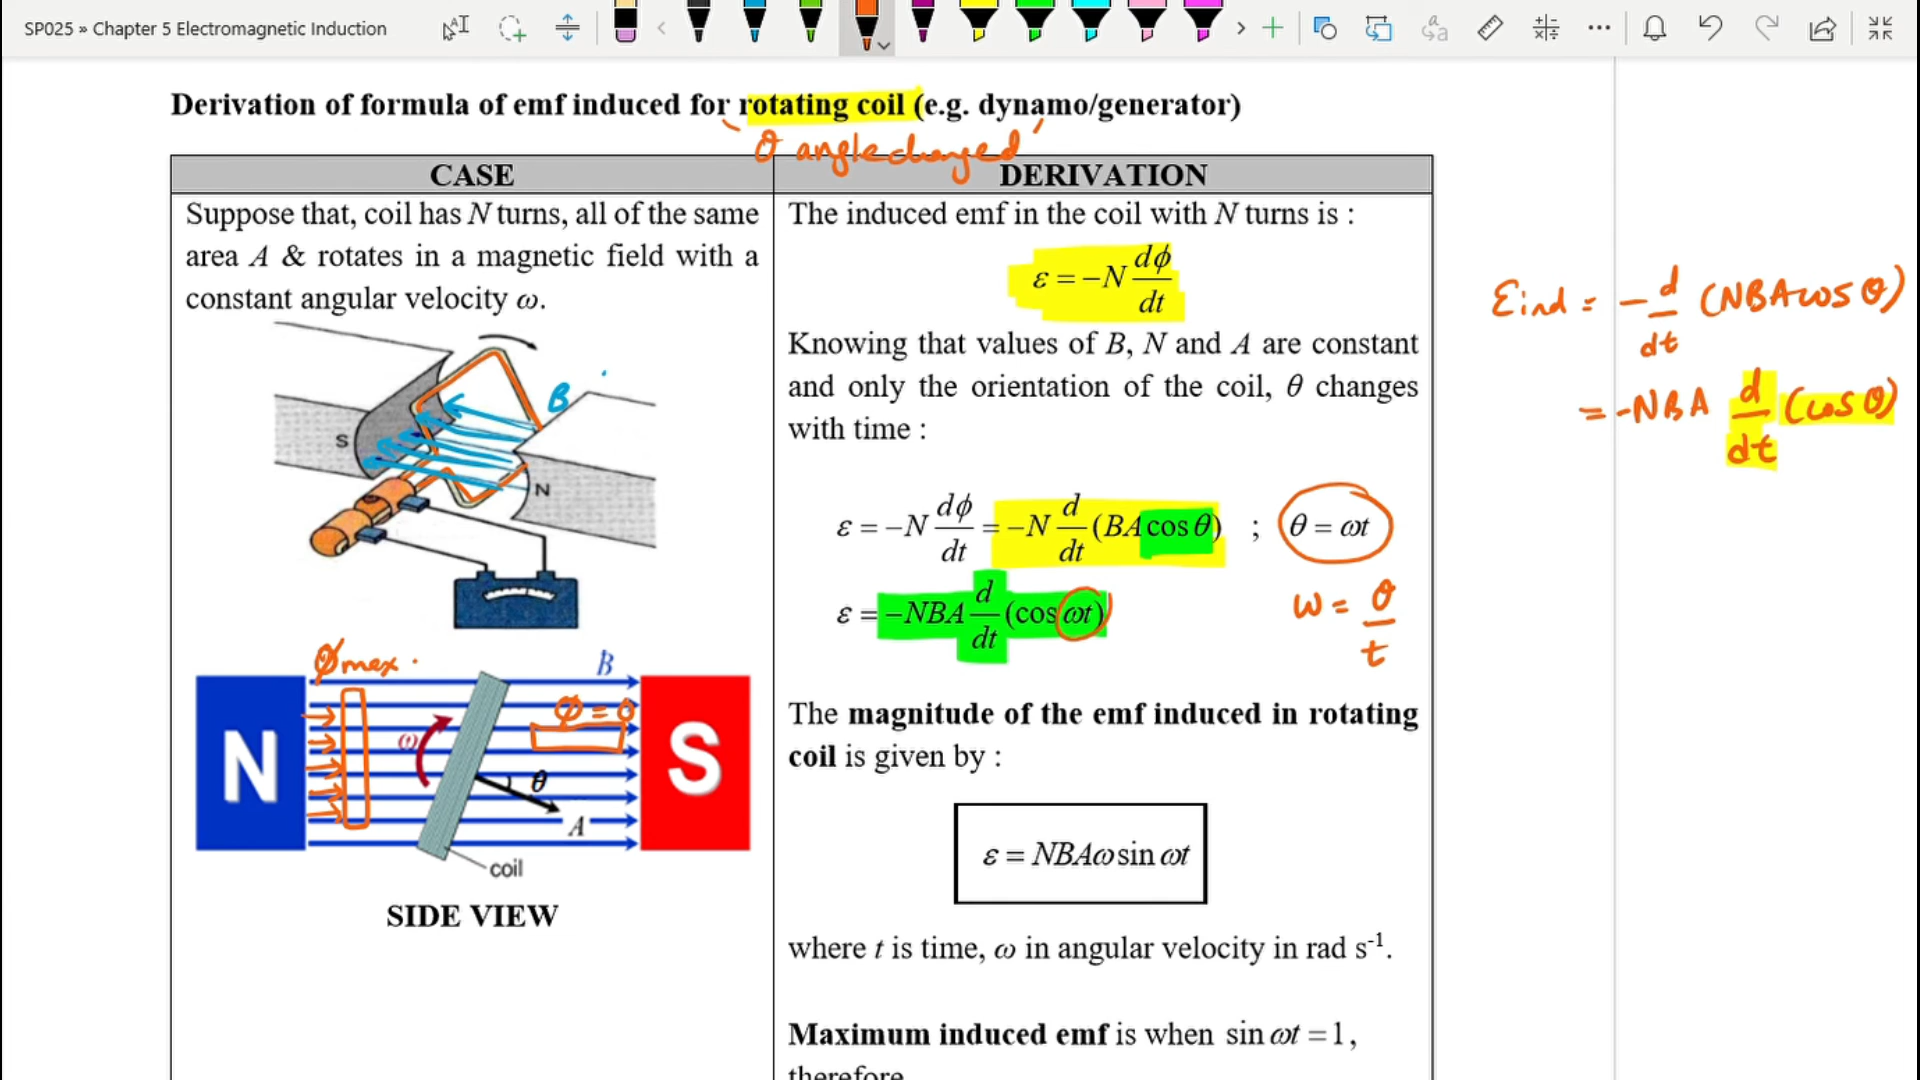 SP025 » Chapter 5 Electromagnetic Induction
Derivation of formula of emf induced for rotating coil (e.g. dynamo/generator)
θ angle changed
CASE
Suppose that, coil has N turns, all of the same
area A & rotates in a magnetic field with a
constant angular velocity ω.
B
S
N
Φmax
B
Φ = 0
N
ω
S
θ
A
coil
SIDE VIEW
DERIVATION
The induced emf in the coil with N turns is :
ε = −N dϕ/dt
Knowing that values of B, N and A are constant
and only the orientation of the coil, θ changes
with time :
ε = −N dϕ/dt = −N d/dt (BA cos θ) ; θ = ωt
ε = −NBA d/dt (cos ωt)
ω = θ/t
The magnitude of the emf induced in rotating
coil is given by :
ε = NBAω sin ωt
where t is time, ω in angular velocity in rad s⁻¹.
Maximum induced emf is when sin ωt = 1,
therefore
Eind = − d/dt (NBA cos θ)
= -NBA d/dt (cos θ)